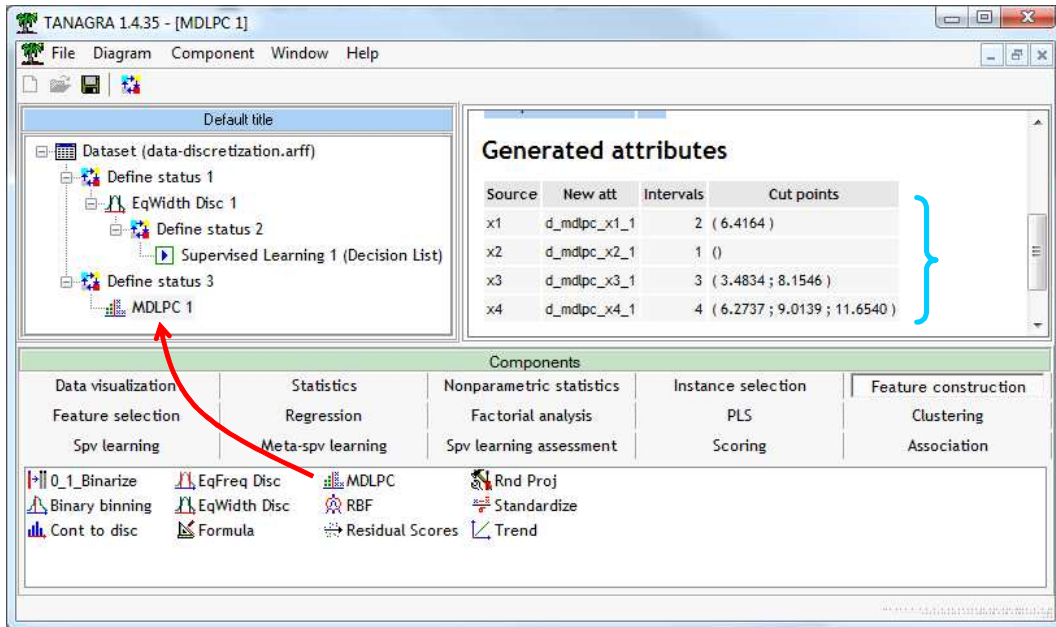 TANAGRA 1.4.35 - [MDLPC 1]
File Diagram Component Window Help
Default title
Dataset (data-discretization.arff)
Define status 1
EqWidth Disc 1
Define status 2
Supervised Learning 1 (Decision List)
Define status 3
MDLPC 1
Generated attributes
Source New att Intervals Cut points
x1 d_mdlpc_x1_1 2 ( 6.4164 )
x2 d_mdlpc_x2_1 1 ()
x3 d_mdlpc_x3_1 3 ( 3.4834 ; 8.1546 )
x4 d_mdlpc_x4_1 4 ( 6.2737 ; 9.0139 ; 11.6540 )
Components
Data visualization Statistics Nonparametric statistics Instance selection Feature construction
Feature selection Regression Factorial analysis PLS Clustering
Spv learning Meta-spv learning Spv learning assessment Scoring Association
0_1_Binarize EqFreq Disc MDLPC Rnd Proj
Binary binning EqWidth Disc RBF Standardize
Cont to disc Formula Residual Scores Trend